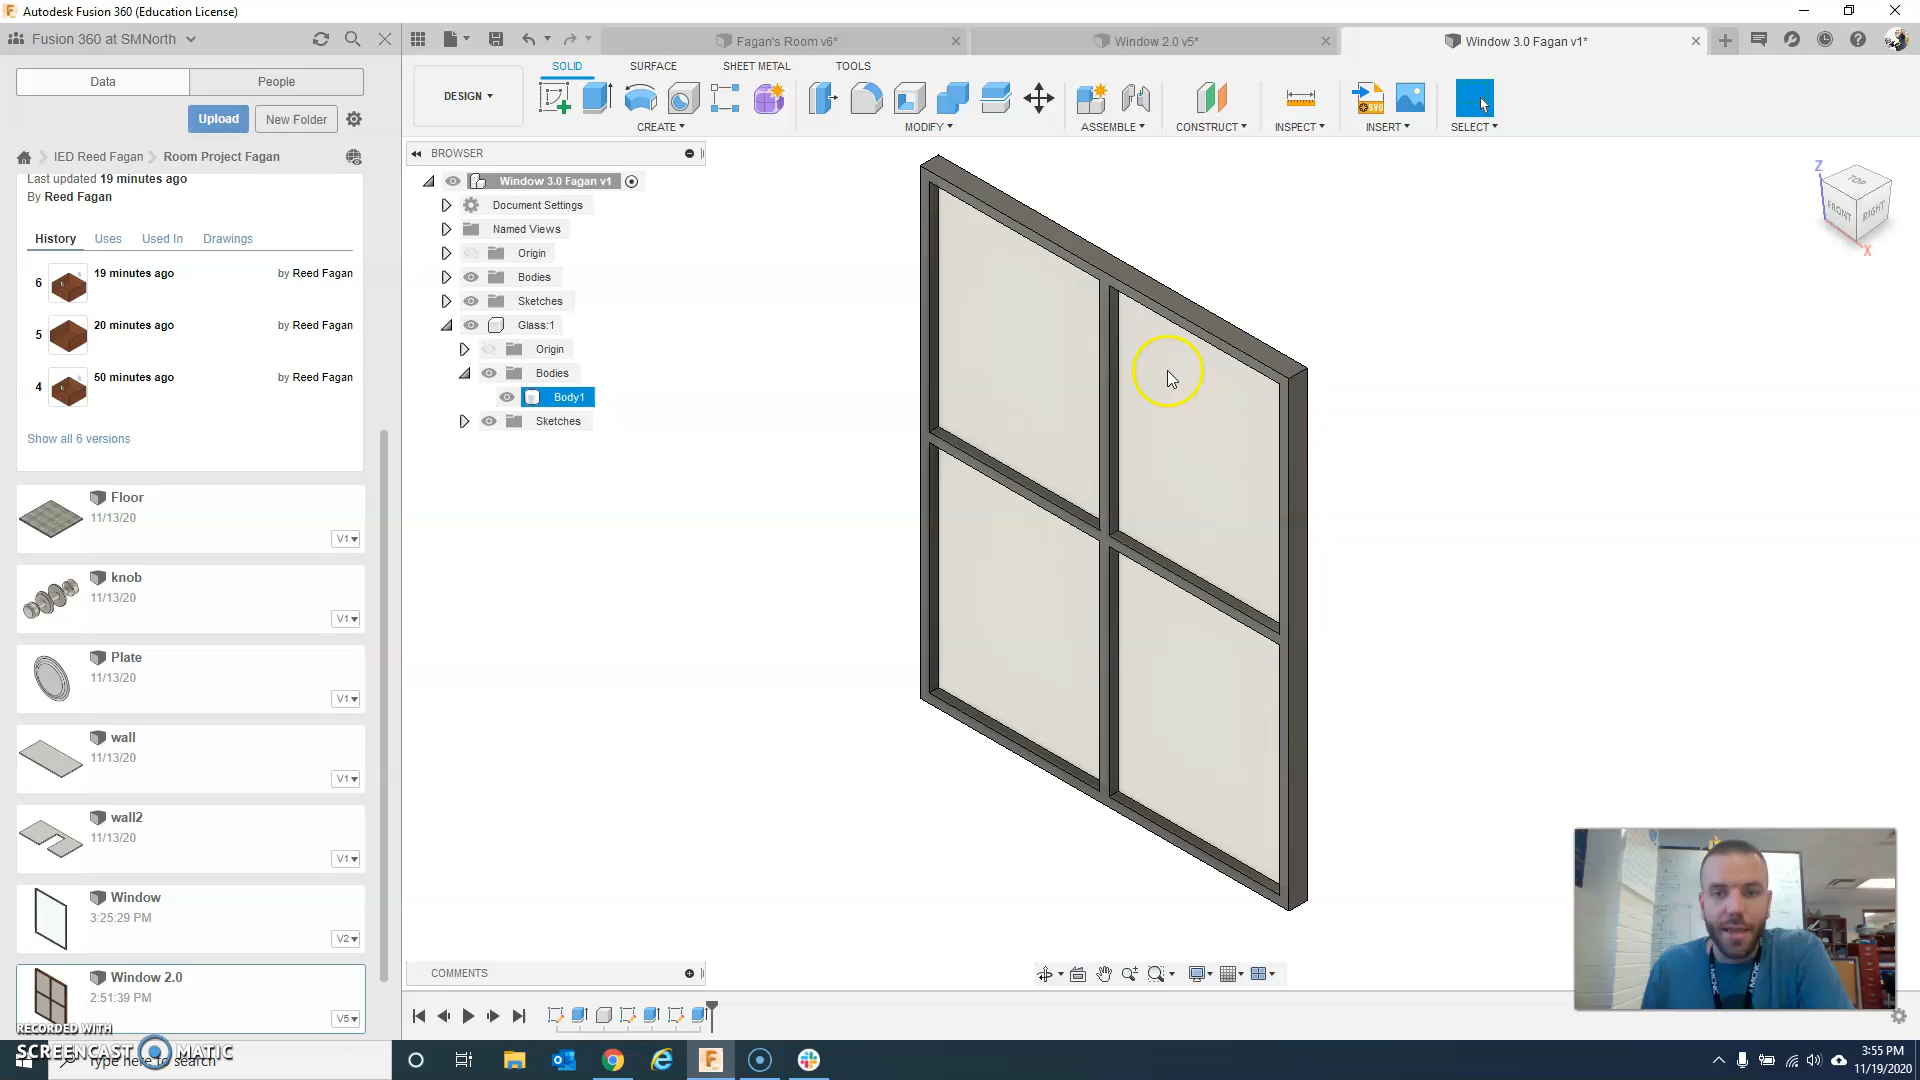 Autodesk Fusion 360 (Education License)
Fusion 360 at SMNorth
Fagan's Room v6*
Window 2.0 v5*
Window 3.0 Fagan v1*
Data
People
SOLID
SURFACE
SHEET METAL
TOOLS
DESIGN
Upload
New Folder
CREATE
MODIFY
ASSEMBLE
CONSTRUCT
INSPECT
INSERT
SELECT
IED Reed Fagan
Room Project Fagan
Last updated 19 minutes ago
By Reed Fagan
History
Uses
Used In
Drawings
6
19 minutes ago
by Reed Fagan
5
20 minutes ago
by Reed Fagan
4
50 minutes ago
by Reed Fagan
Show all 6 versions
Floor
11/13/20
V1
knob
11/13/20
V1
Plate
11/13/20
V1
wall
11/13/20
V1
wall2
11/13/20
V1
Window
3:25:29 PM
V2
Window 2.0
2:51:39 PM
V5
BROWSER
Window 3.0 Fagan v1
Document Settings
Named Views
Origin
Bodies
Sketches
Glass:1
Origin
Bodies
Body1
Sketches
Z
TOP
FRONT
RIGHT
X
COMMENTS
RECORDED WITH
SCREENCAST MATIC
Type here to search
3:55 PM
11/19/2020